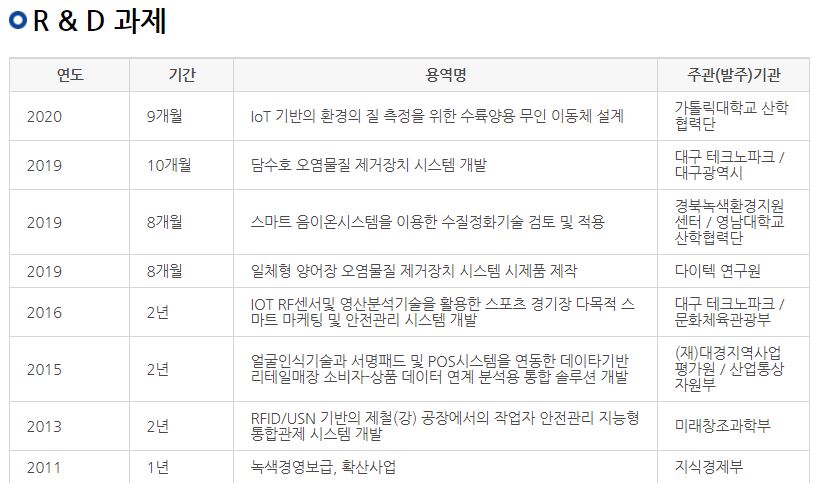 R & D 과제
연도 기간 용역명 주관(발주)기관
2020 9개월 IoT 기반의 환경의 질 측정을 위한 수륙양용 무인 이동체 설계 가톨릭대학교 산학
협력단
2019 10개월 담수호 오염물질 제거장치 시스템 개발 대구 테크노파크 /
대구광역시
2019 8개월 스마트 음이온시스템을 이용한 수질정화기술 검토 및 적용 경북녹색환경지원
센터 / 영남대학교
산학협력단
2019 8개월 일체형 양어장 오염물질 제거장치 시스템 시제품 제작 다이텍 연구원
2016 2년 IOT RF센서및 영산분석기술을 활용한 스포츠 경기장 다목적 스
마트 마케팅 및 안전관리 시스템 개발 대구 테크노파크 /
문화체육관광부
2015 2년 얼굴인식기술과 서명패드 및 POS시스템을 연동한 데이타기반
리테일매장 소비자-상품 데이터 연계 분석용 통합 솔루션 개발 (재)대경지역사업
평가원 / 산업통상
자원부
2013 2년 RFID/USN 기반의 제철(강) 공장에서의 작업자 안전관리 지능형
통합관제 시스템 개발 미래창조과학부
2011 1년 녹색경영보급, 확산사업 지식경제부